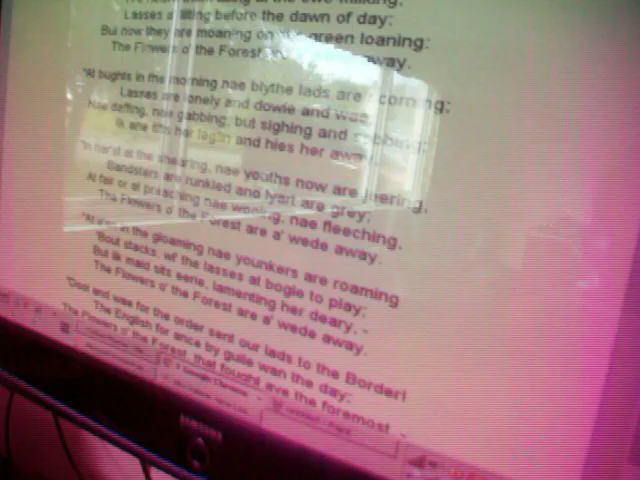 Lasses a' lilting before the dawn of day:
But now they are moaning on green loaning:
The Flowers o' the Forest are away.
"At bughts in the morning nae blythe lads are scorning:
Lasses are lonely and dowie and wae
Nae daffing, nae gabbing, but sighing and sobbing;
Ilk ane lifts her leglin and hies her away
"In har'st at the shearing, nae youths now are jeering,
Bandsters are runkled and lyart are grey;
At fair or at preaching nae wooing, nae fleeching,
The Flowers o' the Forest are a' wede away.
"At e'en in the gloaming nae younkers are roaming
'Bout stacks, wi' the lasses at bogle to play;
But ilk maid sits eerie, lamenting her deary, -
The Flowers o' the Forest are a' wede away.
"Dool and wae for the order sent our lads to the Border!
The English for ance by guile wan the day;
The Flowers o' the Forest, that fought aye the foremost -
SAMSUNG